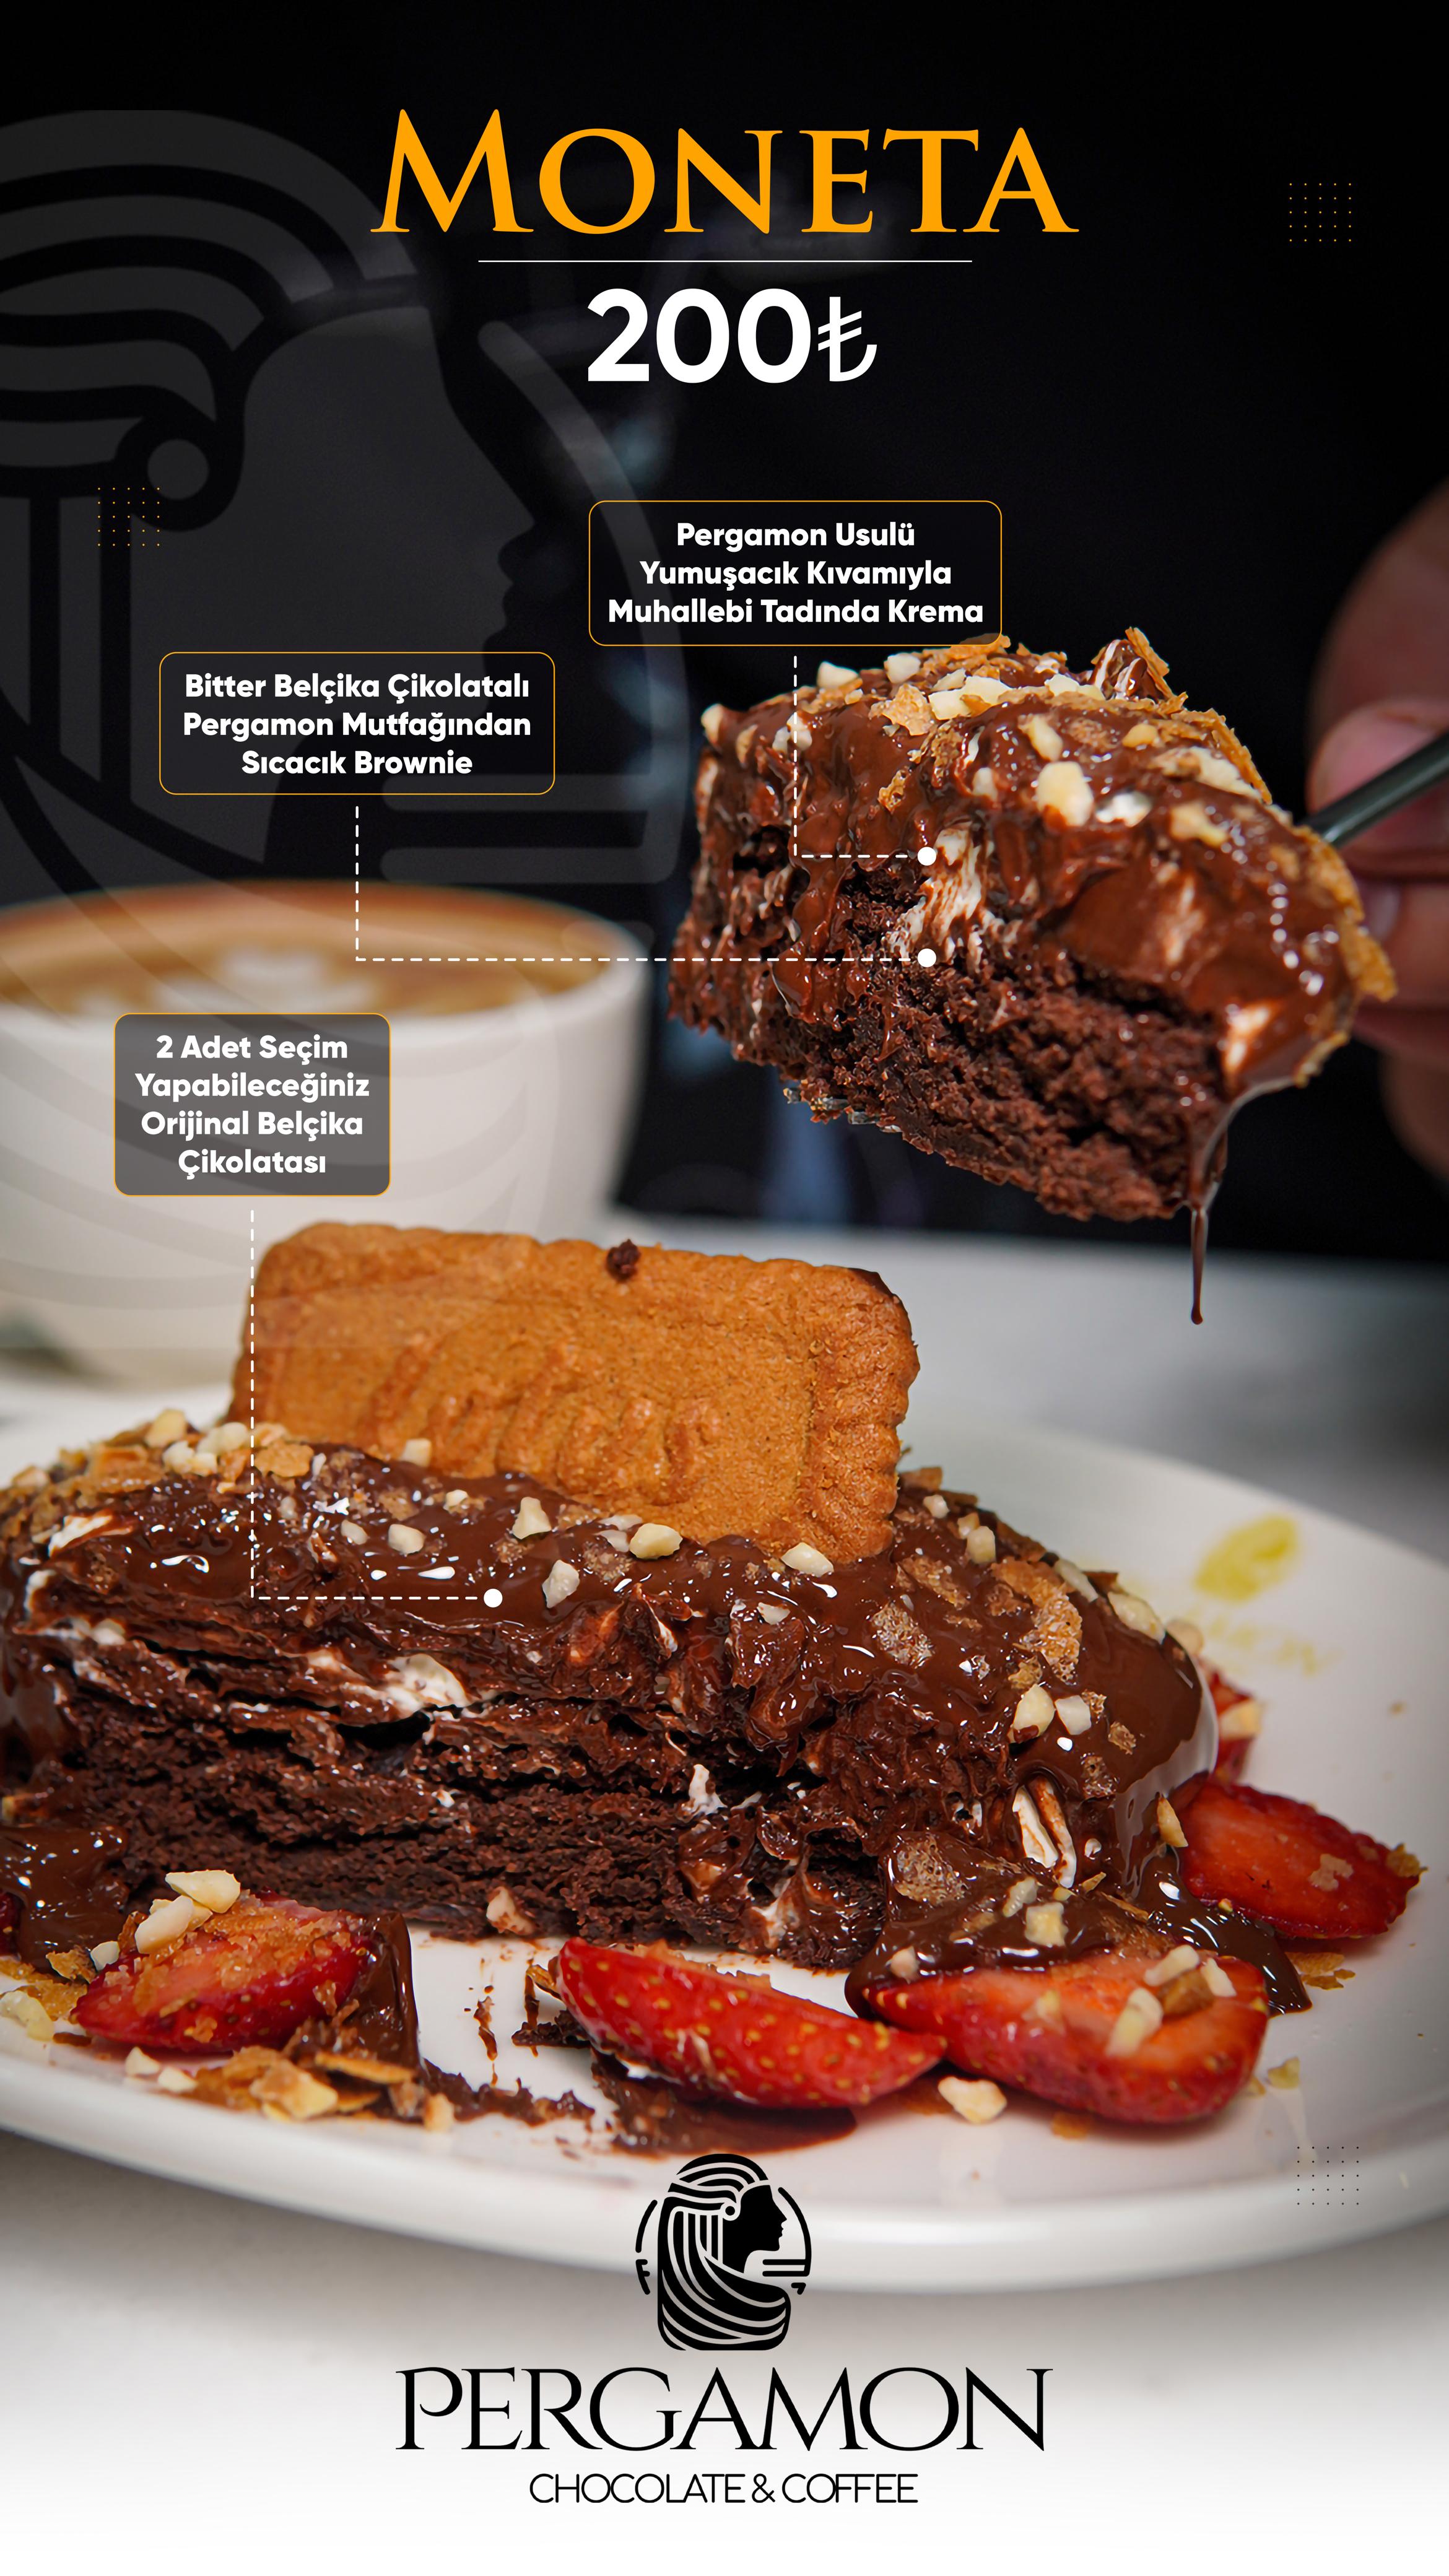 MONETA
200₺
Pergamon Usulü
Yumuşacık Kıvamıyla
Muhallebi Tadında Krema
Bitter Belçika Çikolatalı
Pergamon Mutfağından
Sıcacık Brownie
2 Adet Seçim
Yapabileceğiniz
Orijinal Belçika
Çikolatası
PERGAMON
CHOCOLATE & COFFEE